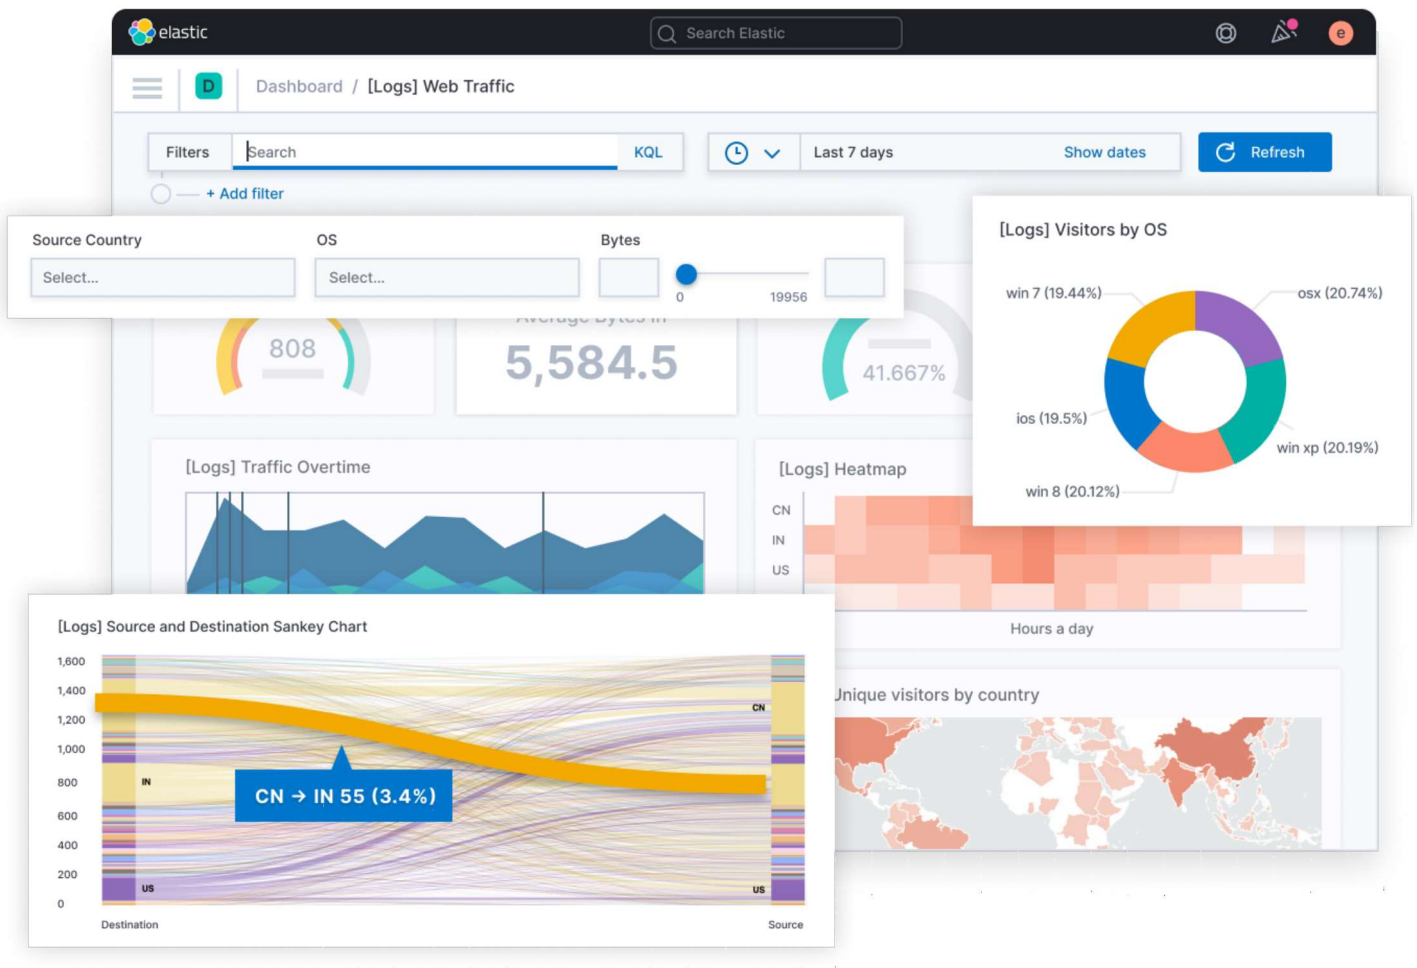 elastic
Search Elastic
e
D
Dashboard / [Logs] Web Traffic
Filters
Search
KQL
Last 7 days
Show dates
Refresh
+ Add filter
Source Country
OS
Bytes
Select...
Select...
0
19956
[Logs] Visitors by OS
win 7 (19.44%)
osx (20.74%)
ios (19.5%)
win xp (20.19%)
win 8 (20.12%)
808
Average Bytes In
5,584.5
41.667%
[Logs] Traffic Overtime
[Logs] Heatmap
CN
IN
US
Hours a day
[Logs] Source and Destination Sankey Chart
1,600
1,400
1,200
1,000
800
600
400
200
0
CN
IN
US
US
CN → IN 55 (3.4%)
Destination
Source
Unique visitors by country